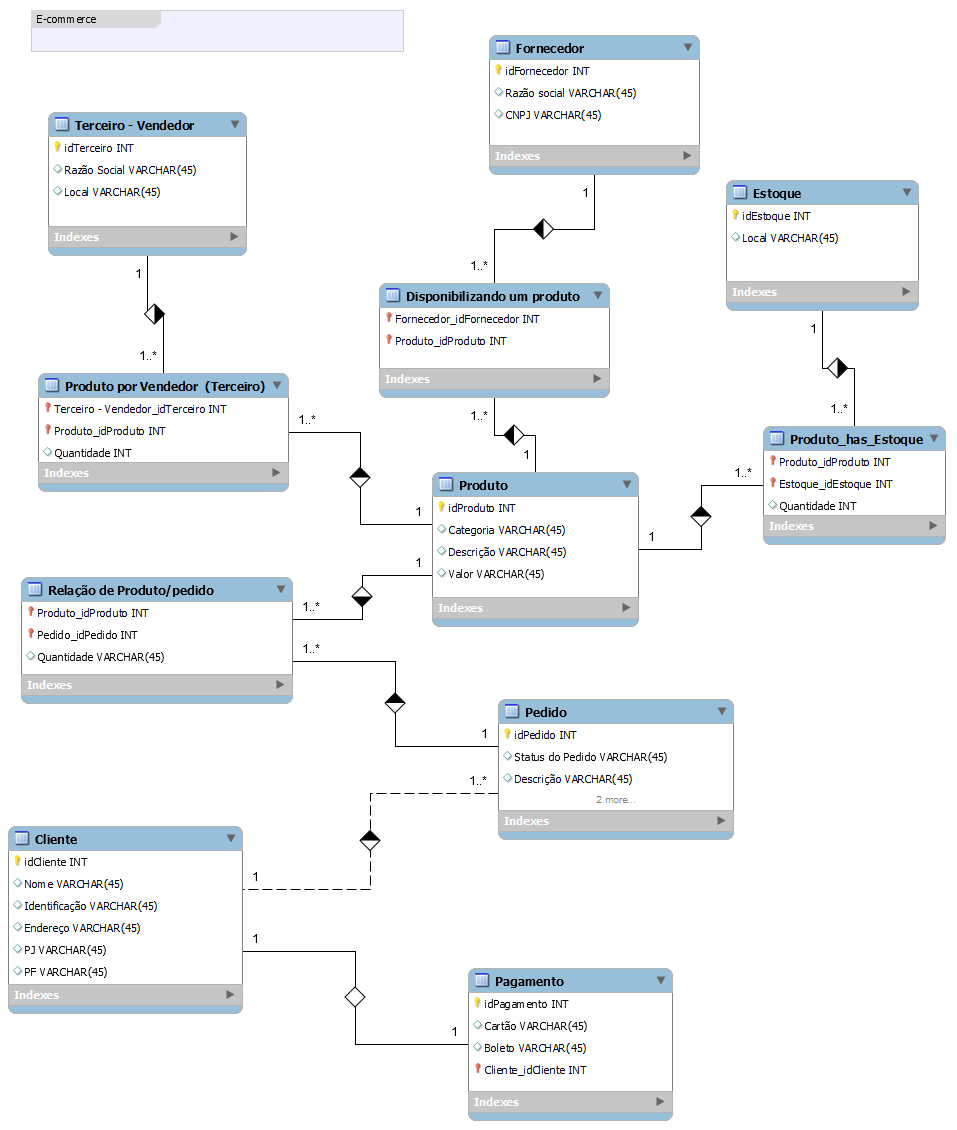 E-commerce
Fornecedor
idFornecedor INT
Razão social VARCHAR(45)
CNPJ VARCHAR(45)
Indexes
Terceiro - Vendedor
idTerceiro INT
Razão Social VARCHAR(45)
Local VARCHAR(45)
Indexes
Estoque
idEstoque INT
Local VARCHAR(45)
Indexes
1
1..*
1
1..*
1
1..*
Disponibilizando um produto
Fornecedor_idFornecedor INT
Produto_idProduto INT
Indexes
Produto por Vendedor (Terceiro)
Terceiro - Vendedor_idTerceiro INT
Produto_idProduto INT
Quantidade INT
Indexes
1..*
1
1..*
1
Produto_has_Estoque
Produto_idProduto INT
Estoque_idEstoque INT
Quantidade INT
Indexes
1..*
1
Produto
idProduto INT
Categoria VARCHAR(45)
Descrição VARCHAR(45)
Valor VARCHAR(45)
Indexes
1
1..*
Relação de Produto/pedido
Produto_idProduto INT
Pedido_idPedido INT
Quantidade VARCHAR(45)
Indexes
1..*
1
Pedido
idPedido INT
Status do Pedido VARCHAR(45)
Descrição VARCHAR(45)
2 more...
Indexes
1..*
1
Cliente
idCliente INT
Nome VARCHAR(45)
Identificação VARCHAR(45)
Endereço VARCHAR(45)
PJ VARCHAR(45)
PF VARCHAR(45)
Indexes
1
1
Pagamento
idPagamento INT
Cartão VARCHAR(45)
Boleto VARCHAR(45)
Cliente_idCliente INT
Indexes